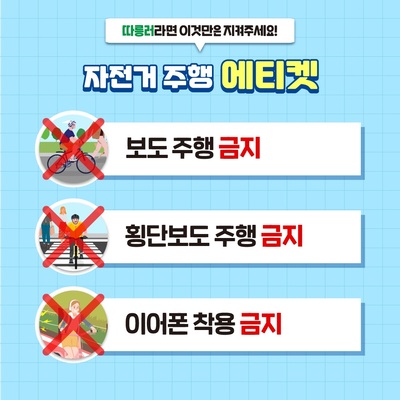 따릉러라면 이것만은 지켜주세요!
자전거 주행 에티켓
보도 주행 금지
횡단보도 주행 금지
이어폰 착용 금지